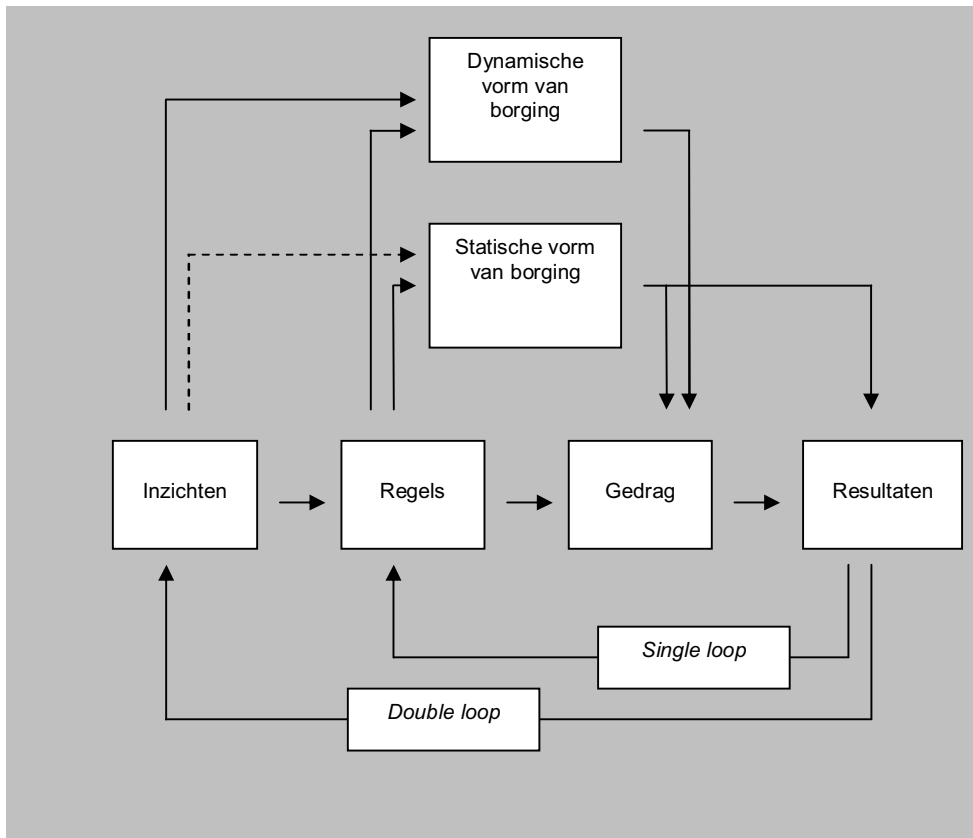 Dynamische
vorm van
borging
Statische vorm
van borging
Inzichten
Regels
Gedrag
Resultaten
Single loop
Double loop